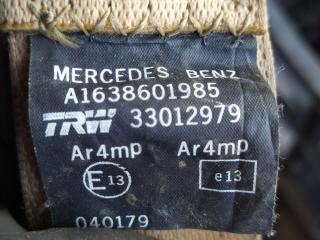 MERCEDES BENZ
A1638601985
TRW 33012979
Ar4mp Ar4mp
E13 e13
040179